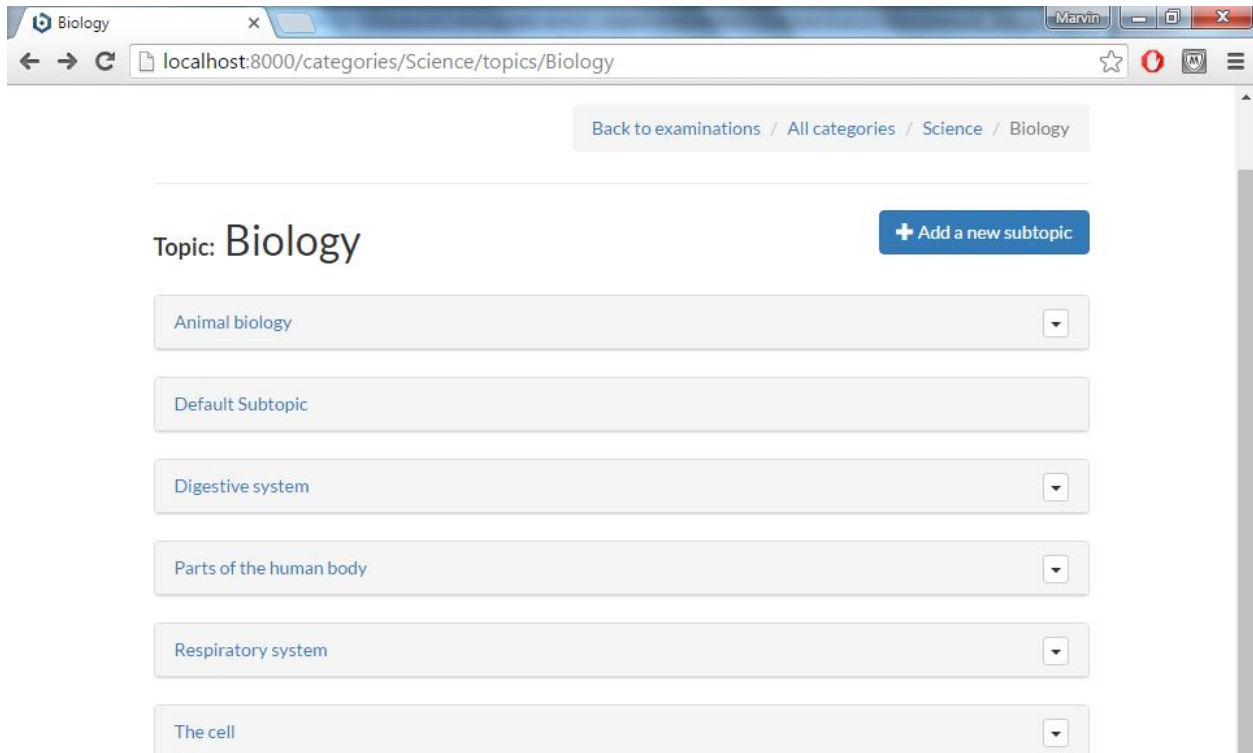 Biology
Marvin
localhost:8000/categories/Science/topics/Biology
Back to examinations / All categories / Science / Biology
Topic: Biology
Add a new subtopic
Animal biology
Default Subtopic
Digestive system
Parts of the human body
Respiratory system
The cell